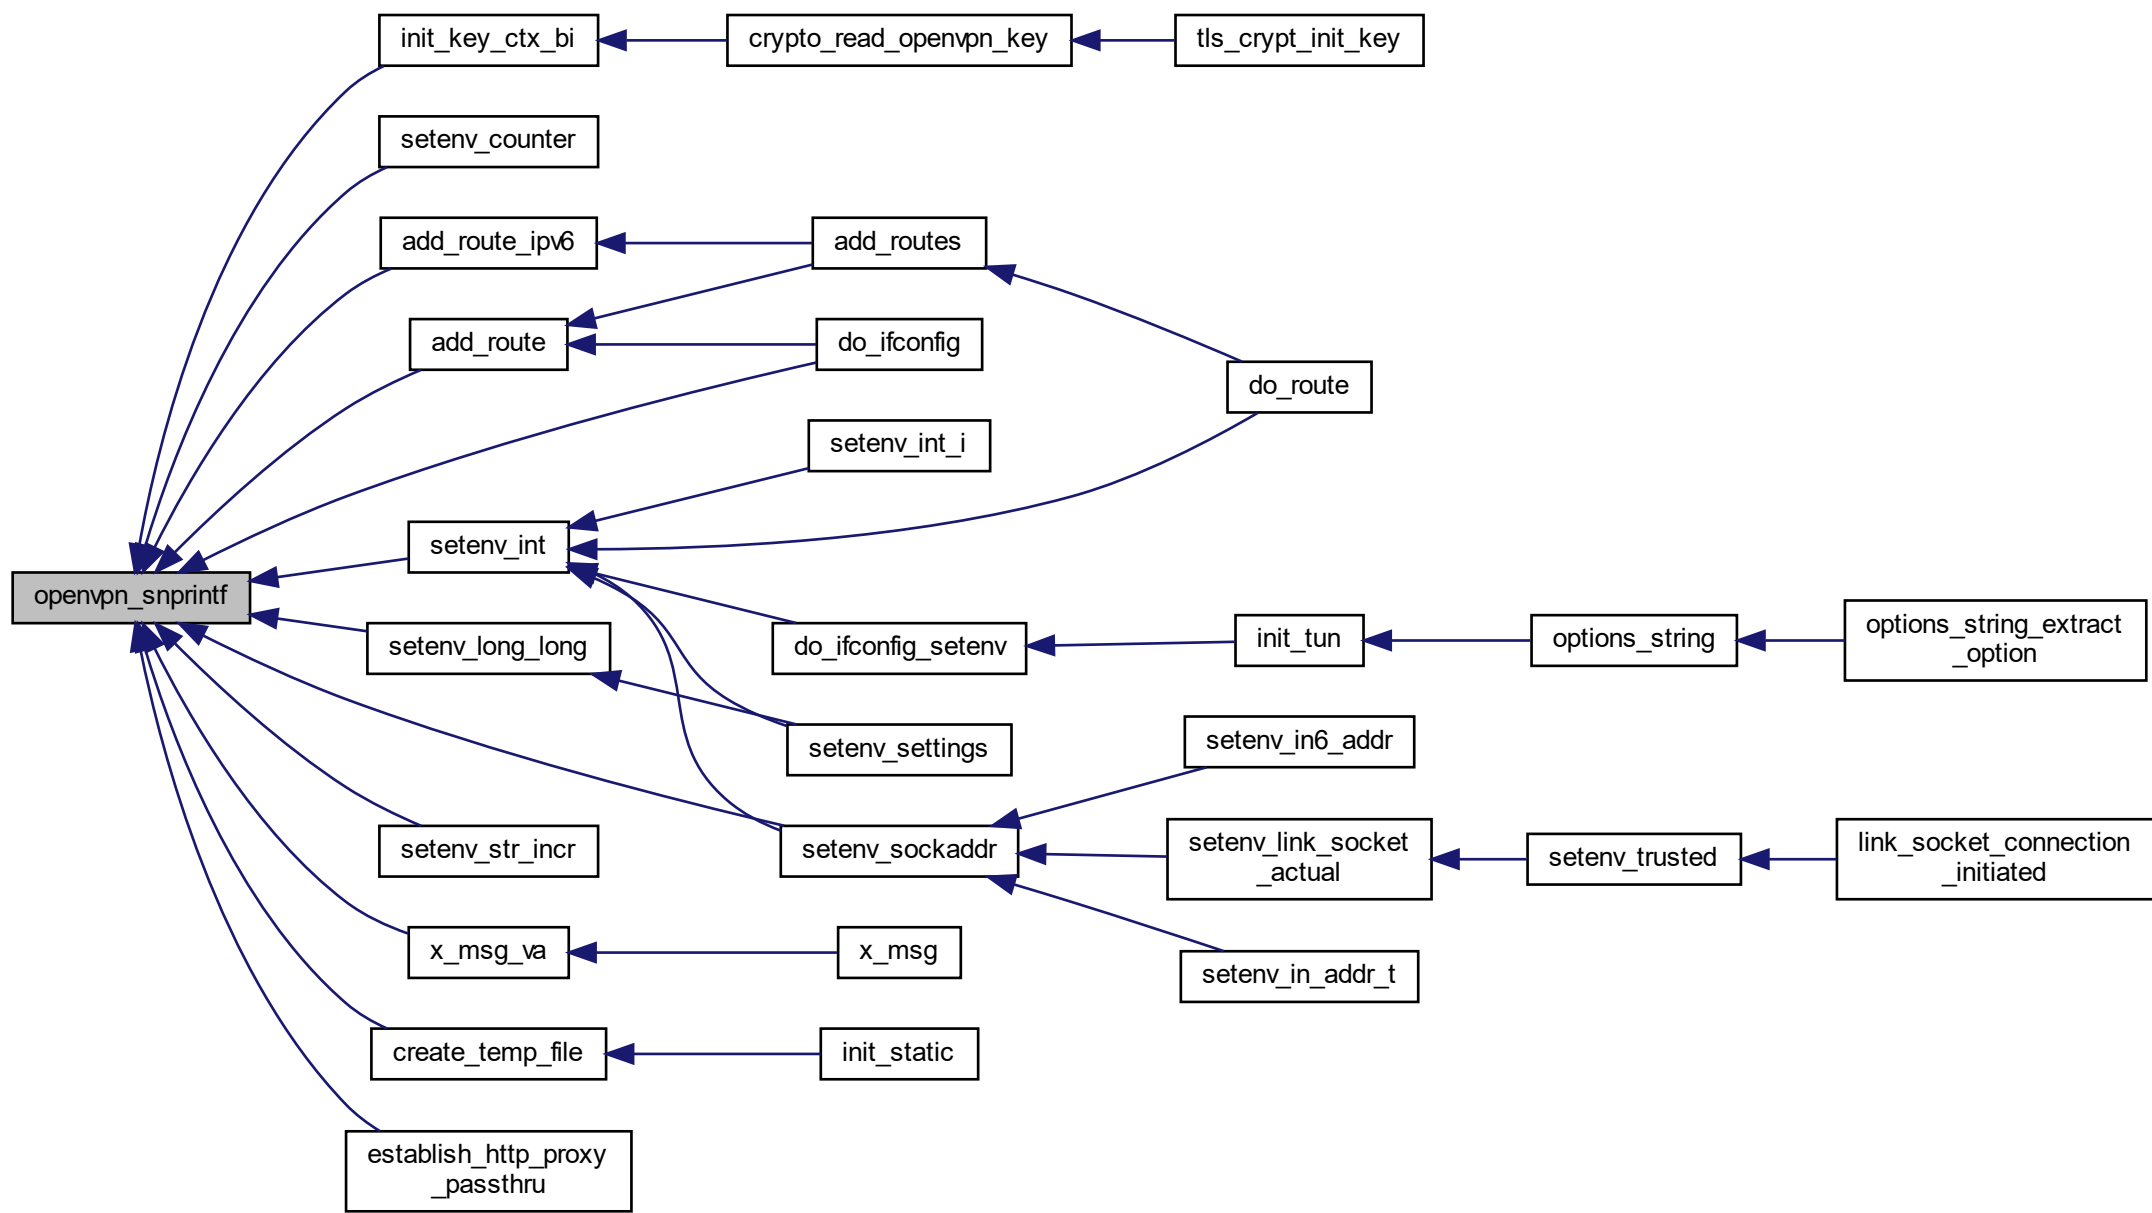 init_key_ctx_bi
crypto_read_openvpn_key
tls_crypt_init_key
setenv_counter
add_route_ipv6
add_routes
add_route
do_ifconfig
do_route
setenv_int_i
setenv_int
openvpn_snprintf
setenv_long_long
do_ifconfig_setenv
init_tun
options_string
options_string_extract
_option
setenv_settings
setenv_in6_addr
setenv_str_incr
setenv_sockaddr
setenv_link_socket
_actual
setenv_trusted
link_socket_connection
_initiated
x_msg_va
x_msg
setenv_in_addr_t
create_temp_file
init_static
establish_http_proxy
_passthru